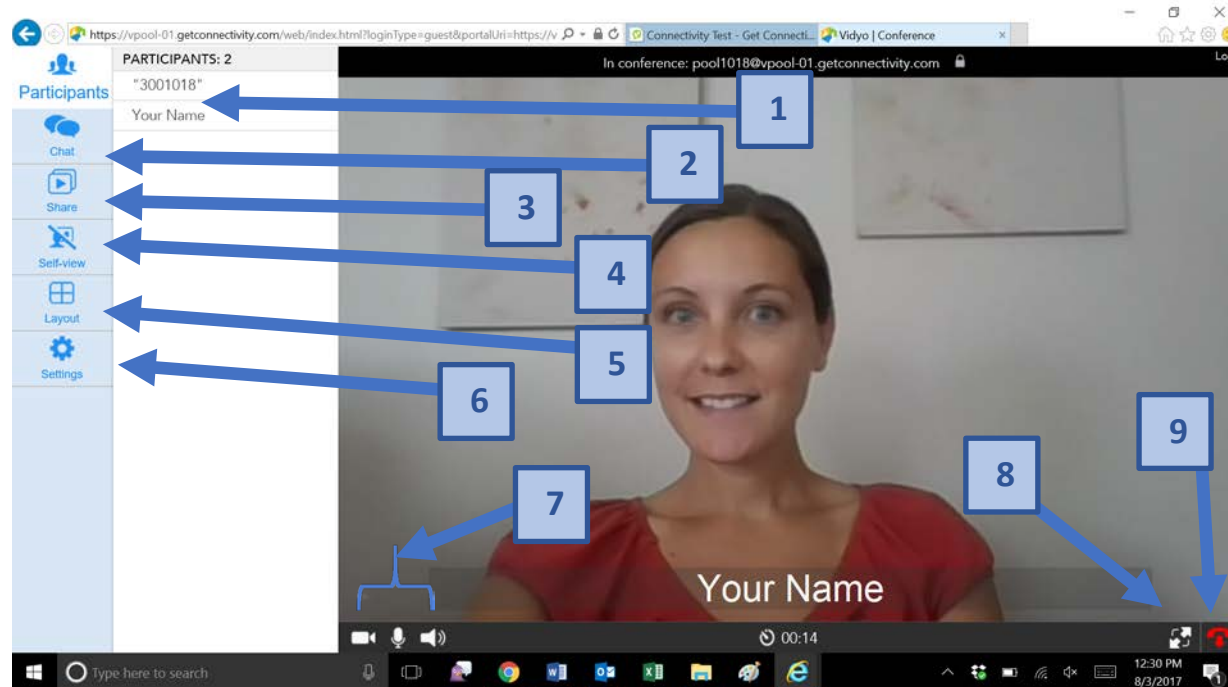 https://vpool-01.getconnectivity.com/web/index.html?loginType=guest&portalUri=https://v
Connectivity Test - Get Connecti...
Vidyo | Conference
PARTICIPANTS: 2
In conference: pool1018@vpool-01.getconnectivity.com
Lo
Participants
"3001018"
Your Name
Chat
Share
Self-view
Layout
Settings
1
2
3
4
5
6
7
8
9
Your Name
00:14
Type here to search
12:30 PM
8/3/2017